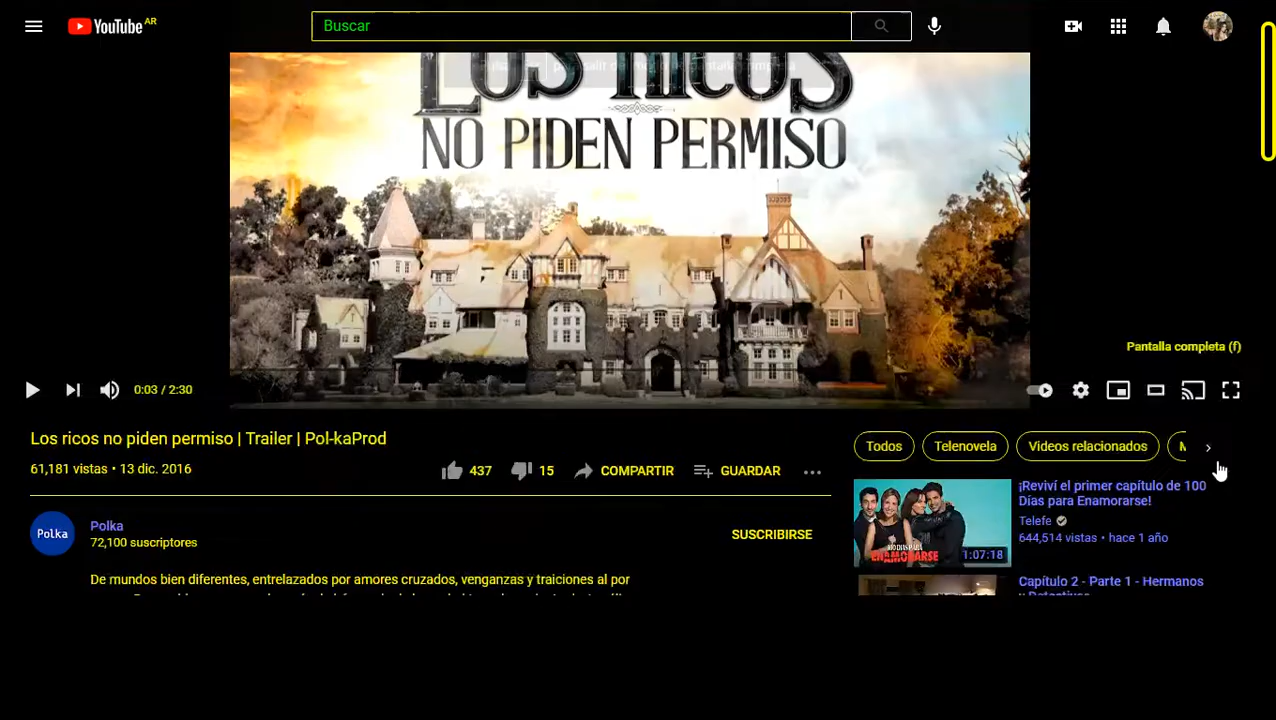 YouTube AR
Buscar
LOS RICOS
NO PIDEN PERMISO
Pantalla completa (f)
0:03 / 2:30
Los ricos no piden permiso | Trailer | Pol-kaProd
61,181 vistas • 13 dic. 2016
437
15
COMPARTIR
GUARDAR
Polka
Polka
72,100 suscriptores
SUSCRIBIRSE
De mundos bien diferentes, entrelazados por amores cruzados, venganzas y traiciones al por
Todos
Telenovela
Videos relacionados
¡Reviví el primer capítulo de 100
Días para Enamorarse!
Telefe
644,514 vistas • hace 1 año
ENAMORARSE
1:07:18
Capítulo 2 - Parte 1 - Hermanos
y Detectives